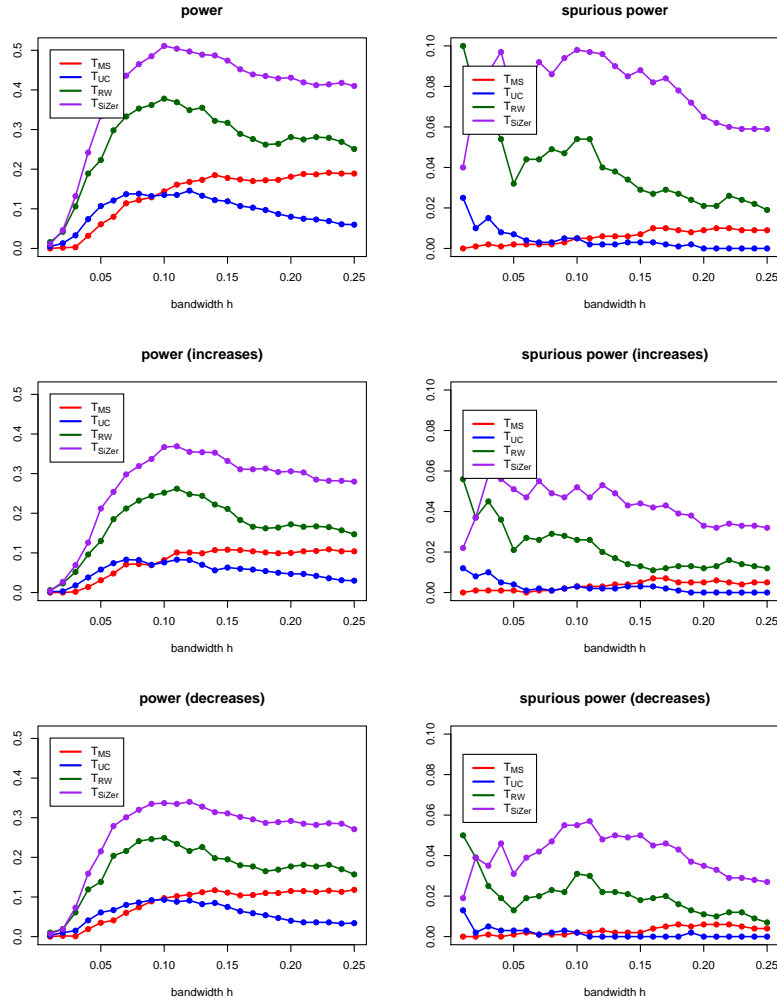 power
0.0
0.1
0.2
0.3
0.4
0.5
T_MS
T_UC
T_RW
T_SiZer
0.05 0.10 0.15 0.20 0.25
bandwidth h
spurious power
0.00
0.02
0.04
0.06
0.08
0.10
T_MS
T_UC
T_RW
T_SiZer
0.05 0.10 0.15 0.20 0.25
bandwidth h
power (increases)
0.0
0.1
0.2
0.3
0.4
0.5
T_MS
T_UC
T_RW
T_SiZer
0.05 0.10 0.15 0.20 0.25
bandwidth h
spurious power (increases)
0.00
0.02
0.04
0.06
0.08
0.10
T_MS
T_UC
T_RW
T_SiZer
0.05 0.10 0.15 0.20 0.25
bandwidth h
power (decreases)
0.0
0.1
0.2
0.3
0.4
0.5
T_MS
T_UC
T_RW
T_SiZer
0.05 0.10 0.15 0.20 0.25
bandwidth h
spurious power (decreases)
0.00
0.02
0.04
0.06
0.08
0.10
T_MS
T_UC
T_RW
T_SiZer
0.05 0.10 0.15 0.20 0.25
bandwidth h